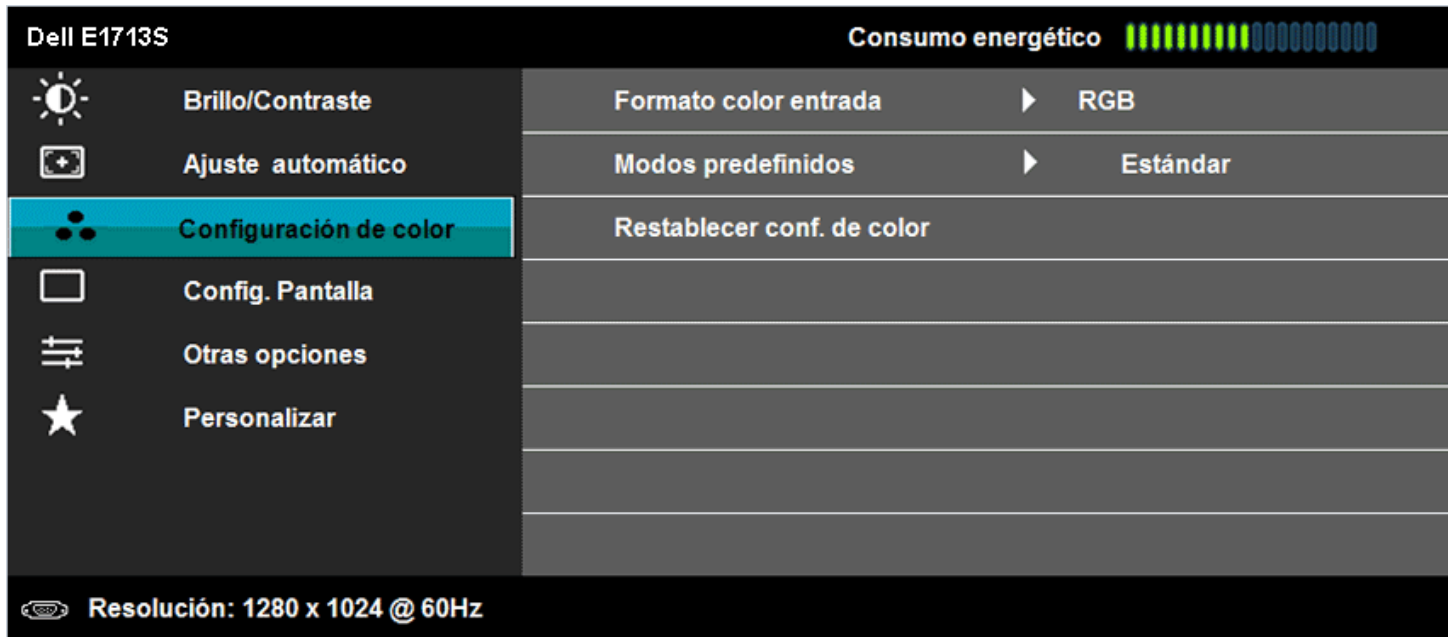 Dell E1713S Consumo energético
Brillo/Contraste Formato color entrada RGB
Ajuste automático Modos predefinidos Estándar
Configuración de color Restablecer conf. de color
Config. Pantalla
Otras opciones
Personalizar
Resolución: 1280 x 1024 @ 60Hz